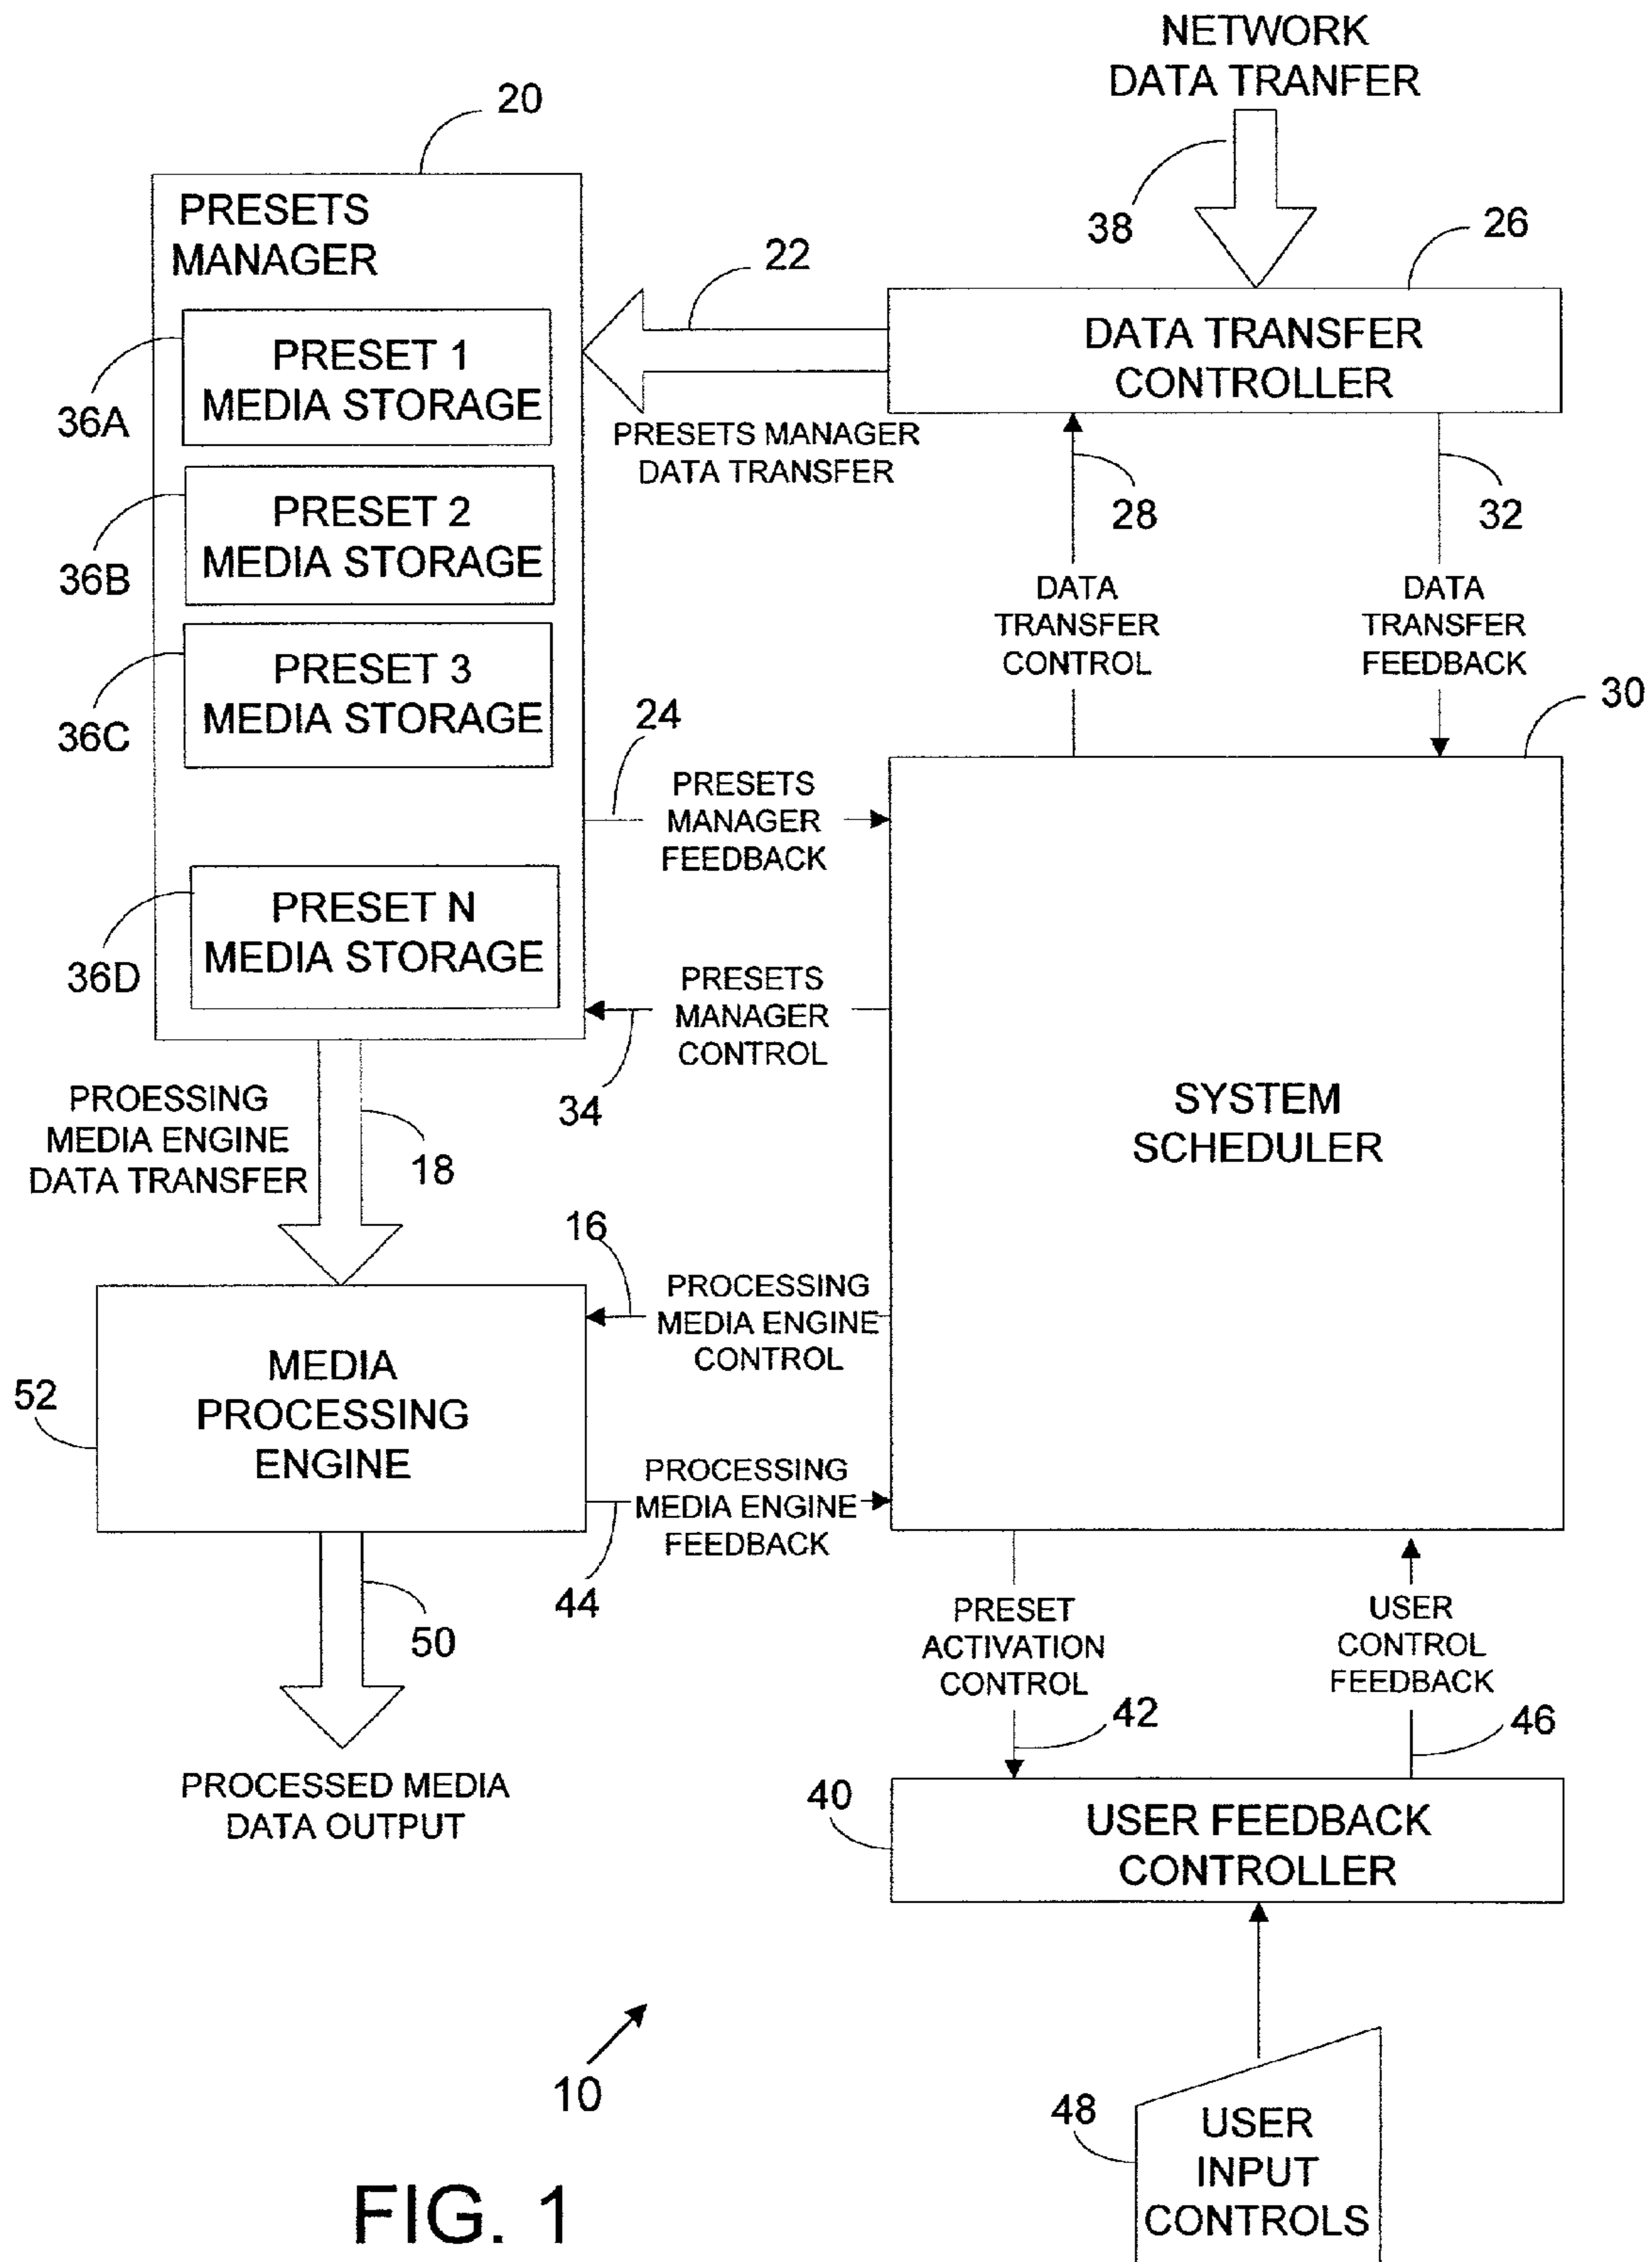 NETWORK
DATA TRANFER
20
38
26
22
PRESETS
MANAGER
PRESET 1
MEDIA STORAGE
36A
DATA TRANSFER
CONTROLLER
PRESETS MANAGER
DATA TRANSFER
PRESET 2
MEDIA STORAGE
36B
28
32
DATA
TRANSFER
CONTROL
DATA
TRANSFER
FEEDBACK
PRESET 3
MEDIA STORAGE
36C
24
30
PRESETS
MANAGER
FEEDBACK
PRESET N
MEDIA STORAGE
36D
PRESETS
MANAGER
CONTROL
34
SYSTEM
SCHEDULER
PROESSING
MEDIA ENGINE
DATA TRANSFER
18
16
PROCESSING
MEDIA ENGINE
CONTROL
MEDIA
PROCESSING
ENGINE
52
PROCESSING
MEDIA ENGINE
FEEDBACK
44
50
PRESET
ACTIVATION
CONTROL
42
USER
CONTROL
FEEDBACK
46
PROCESSED MEDIA
DATA OUTPUT
40
USER FEEDBACK
CONTROLLER
10
48
USER
INPUT
CONTROLS
FIG. 1